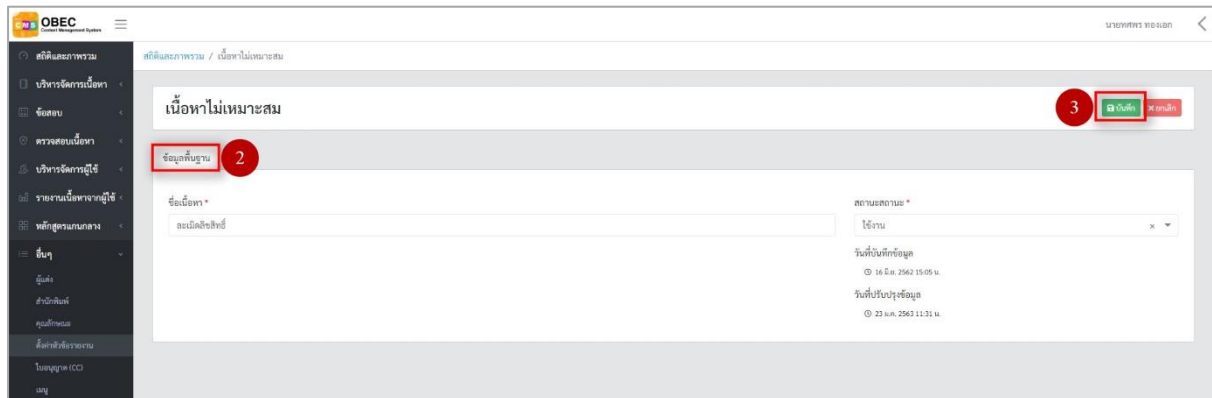 CMS OBEC
Content Management System
นายทศพร ทองเอก
สถิติและภาพรวม
บริหารจัดการเนื้อหา
ข้อสอบ
ตรวจสอบเนื้อหา
บริหารจัดการผู้ใช้
รายงานเนื้อหาจากผู้ใช้
หลักสูตรแกนกลาง
อื่นๆ
ผู้แต่ง
สำนักพิมพ์
คุณลักษณะ
ตั้งค่าหัวข้อรายงาน
ใบอนุญาต (CC)
เมนู
สถิติและภาพรวม / เนื้อหาไม่เหมาะสม
เนื้อหาไม่เหมาะสม
3
บันทึก
ยกเลิก
ข้อมูลพื้นฐาน
2
ชื่อเนื้อหา *
ละเมิดลิขสิทธิ์
สถานะสถานะ *
ใช้งาน
วันที่บันทึกข้อมูล
16 มิ.ย. 2562 15:05 น.
วันที่ปรับปรุงข้อมูล
23 ม.ค. 2563 11:31 น.